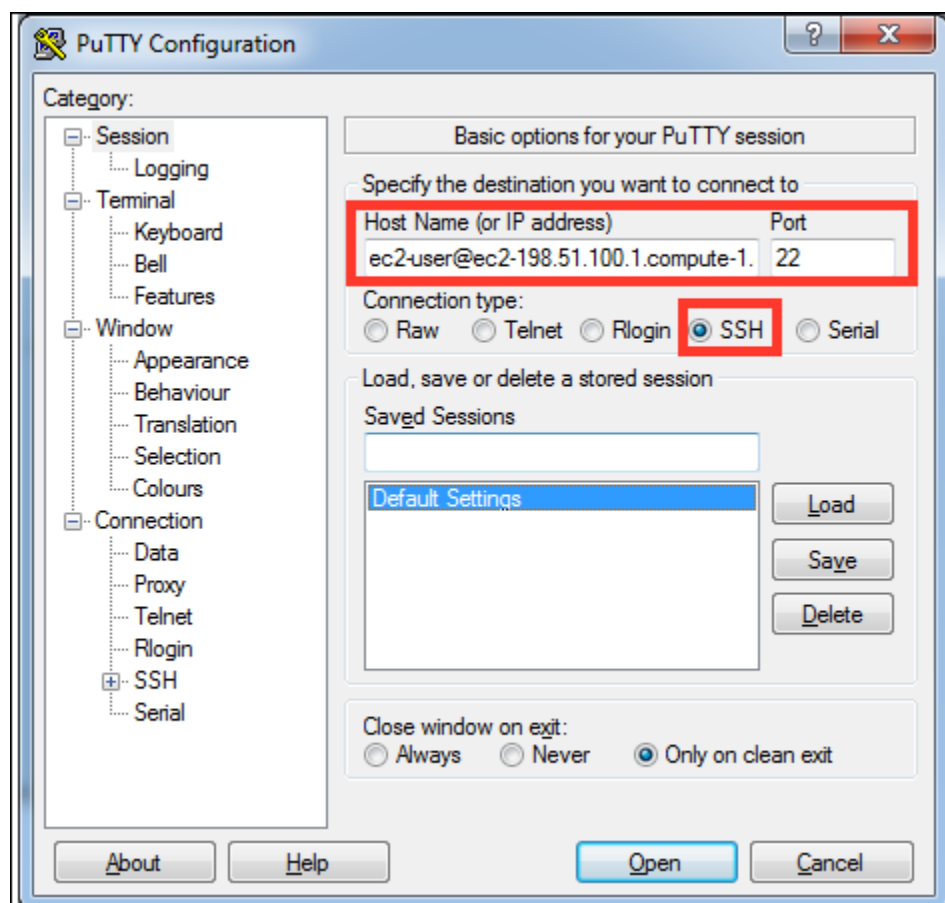 PuTTY Configuration
Category:
Session
Logging
Terminal
Keyboard
Bell
Features
Window
Appearance
Behaviour
Translation
Selection
Colours
Connection
Data
Proxy
Telnet
Rlogin
SSH
Serial
Basic options for your PuTTY session
Specify the destination you want to connect to
Host Name (or IP address) Port
ec2-user@ec2-198.51.100.1.compute-1. 22
Connection type:
Raw Telnet Rlogin SSH Serial
Load, save or delete a stored session
Saved Sessions
Default Settings
Load
Save
Delete
Close window on exit:
Always Never Only on clean exit
About Help Open Cancel